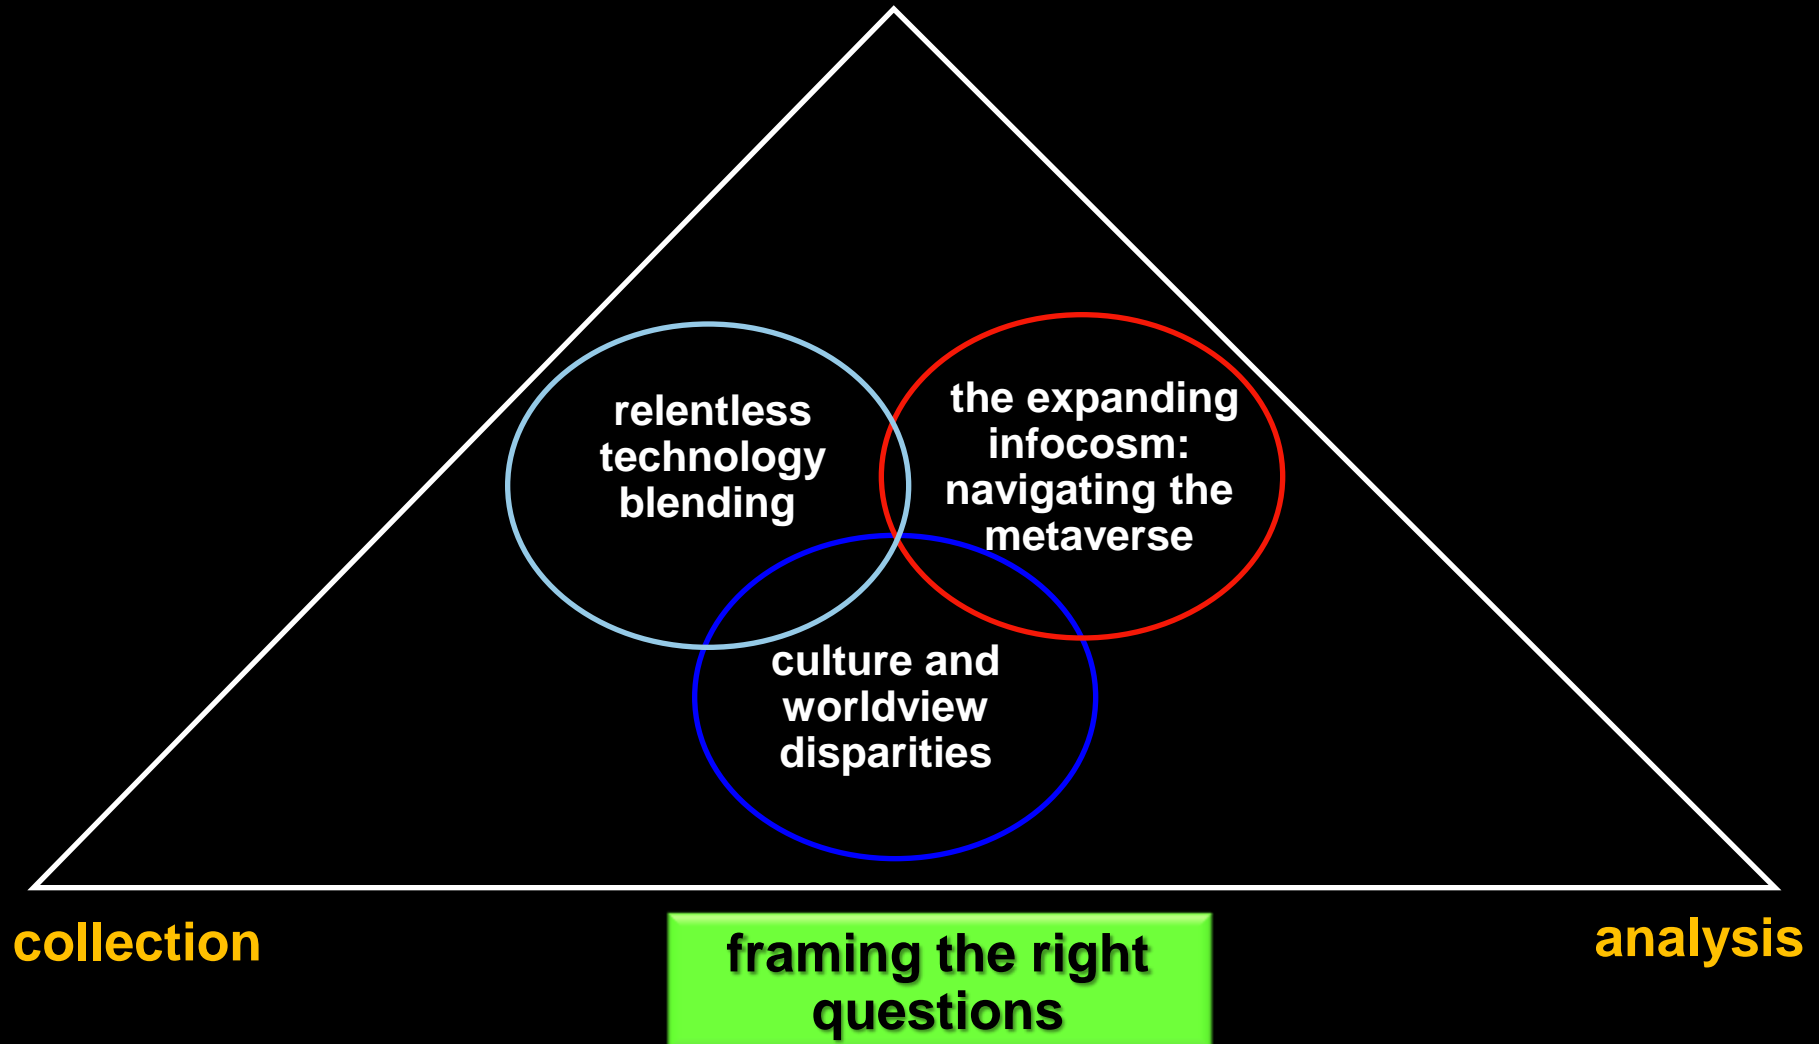 relentless
technology
blending
the expanding
infocosm:
navigating the
metaverse
culture and
worldview
disparities
collection
analysis
framing the right
questions